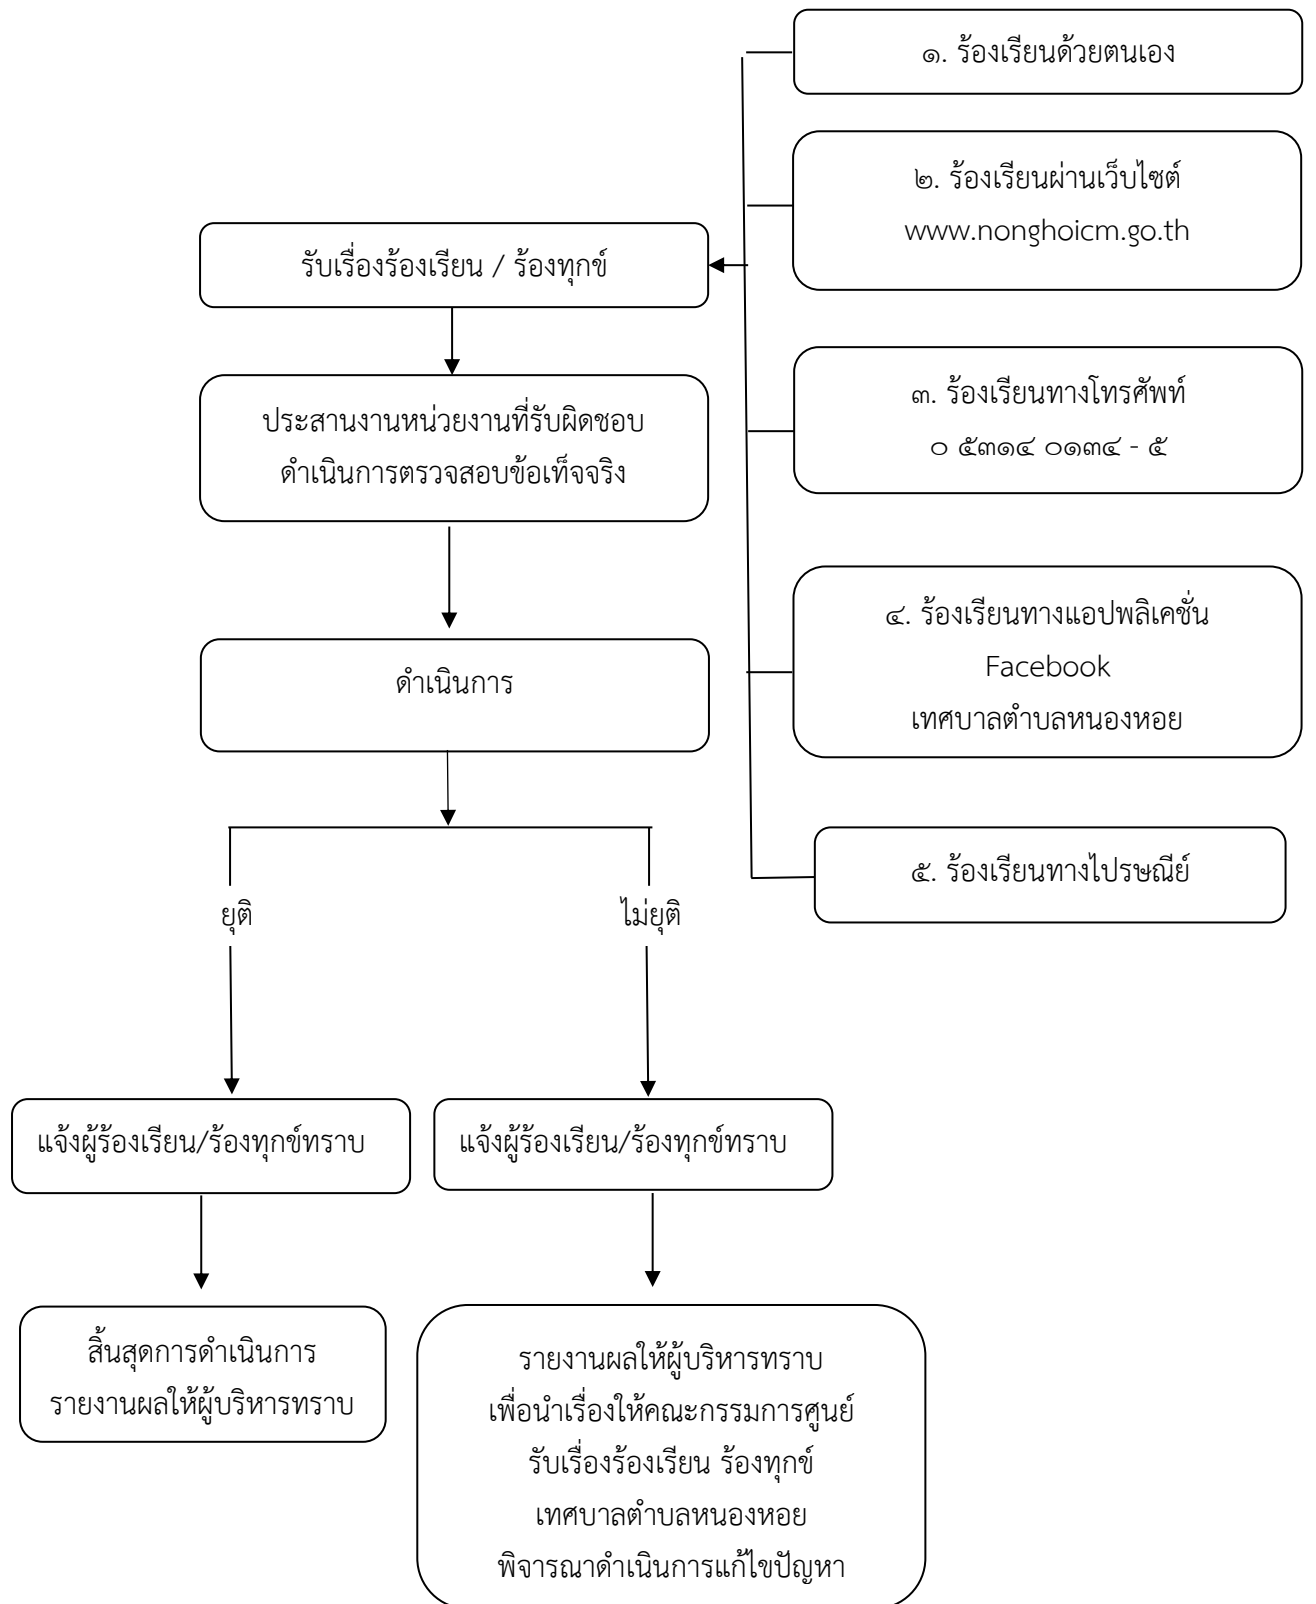 ๑. ร้องเรียนด้วยตนเอง
๒. ร้องเรียนผ่านเว็บไซต์
www.nonghoicm.go.th
รับเรื่องร้องเรียน / ร้องทุกข์
๓. ร้องเรียนทางโทรศัพท์
๐ ๕๓๑๔ ๐๑๓๔ - ๕
ประสานงานหน่วยงานที่รับผิดชอบ
ดำเนินการตรวจสอบข้อเท็จจริง
๔. ร้องเรียนทางแอปพลิเคชั่น
Facebook
เทศบาลตำบลหนองหอย
ดำเนินการ
๕. ร้องเรียนทางไปรษณีย์
ยุติ
ไม่ยุติ
แจ้งผู้ร้องเรียน/ร้องทุกข์ทราบ
แจ้งผู้ร้องเรียน/ร้องทุกข์ทราบ
สิ้นสุดการดำเนินการ
รายงานผลให้ผู้บริหารทราบ
รายงานผลให้ผู้บริหารทราบ
เพื่อนำเรื่องให้คณะกรรมการศูนย์
รับเรื่องร้องเรียน ร้องทุกข์
เทศบาลตำบลหนองหอย
พิจารณาดำเนินการแก้ไขปัญหา